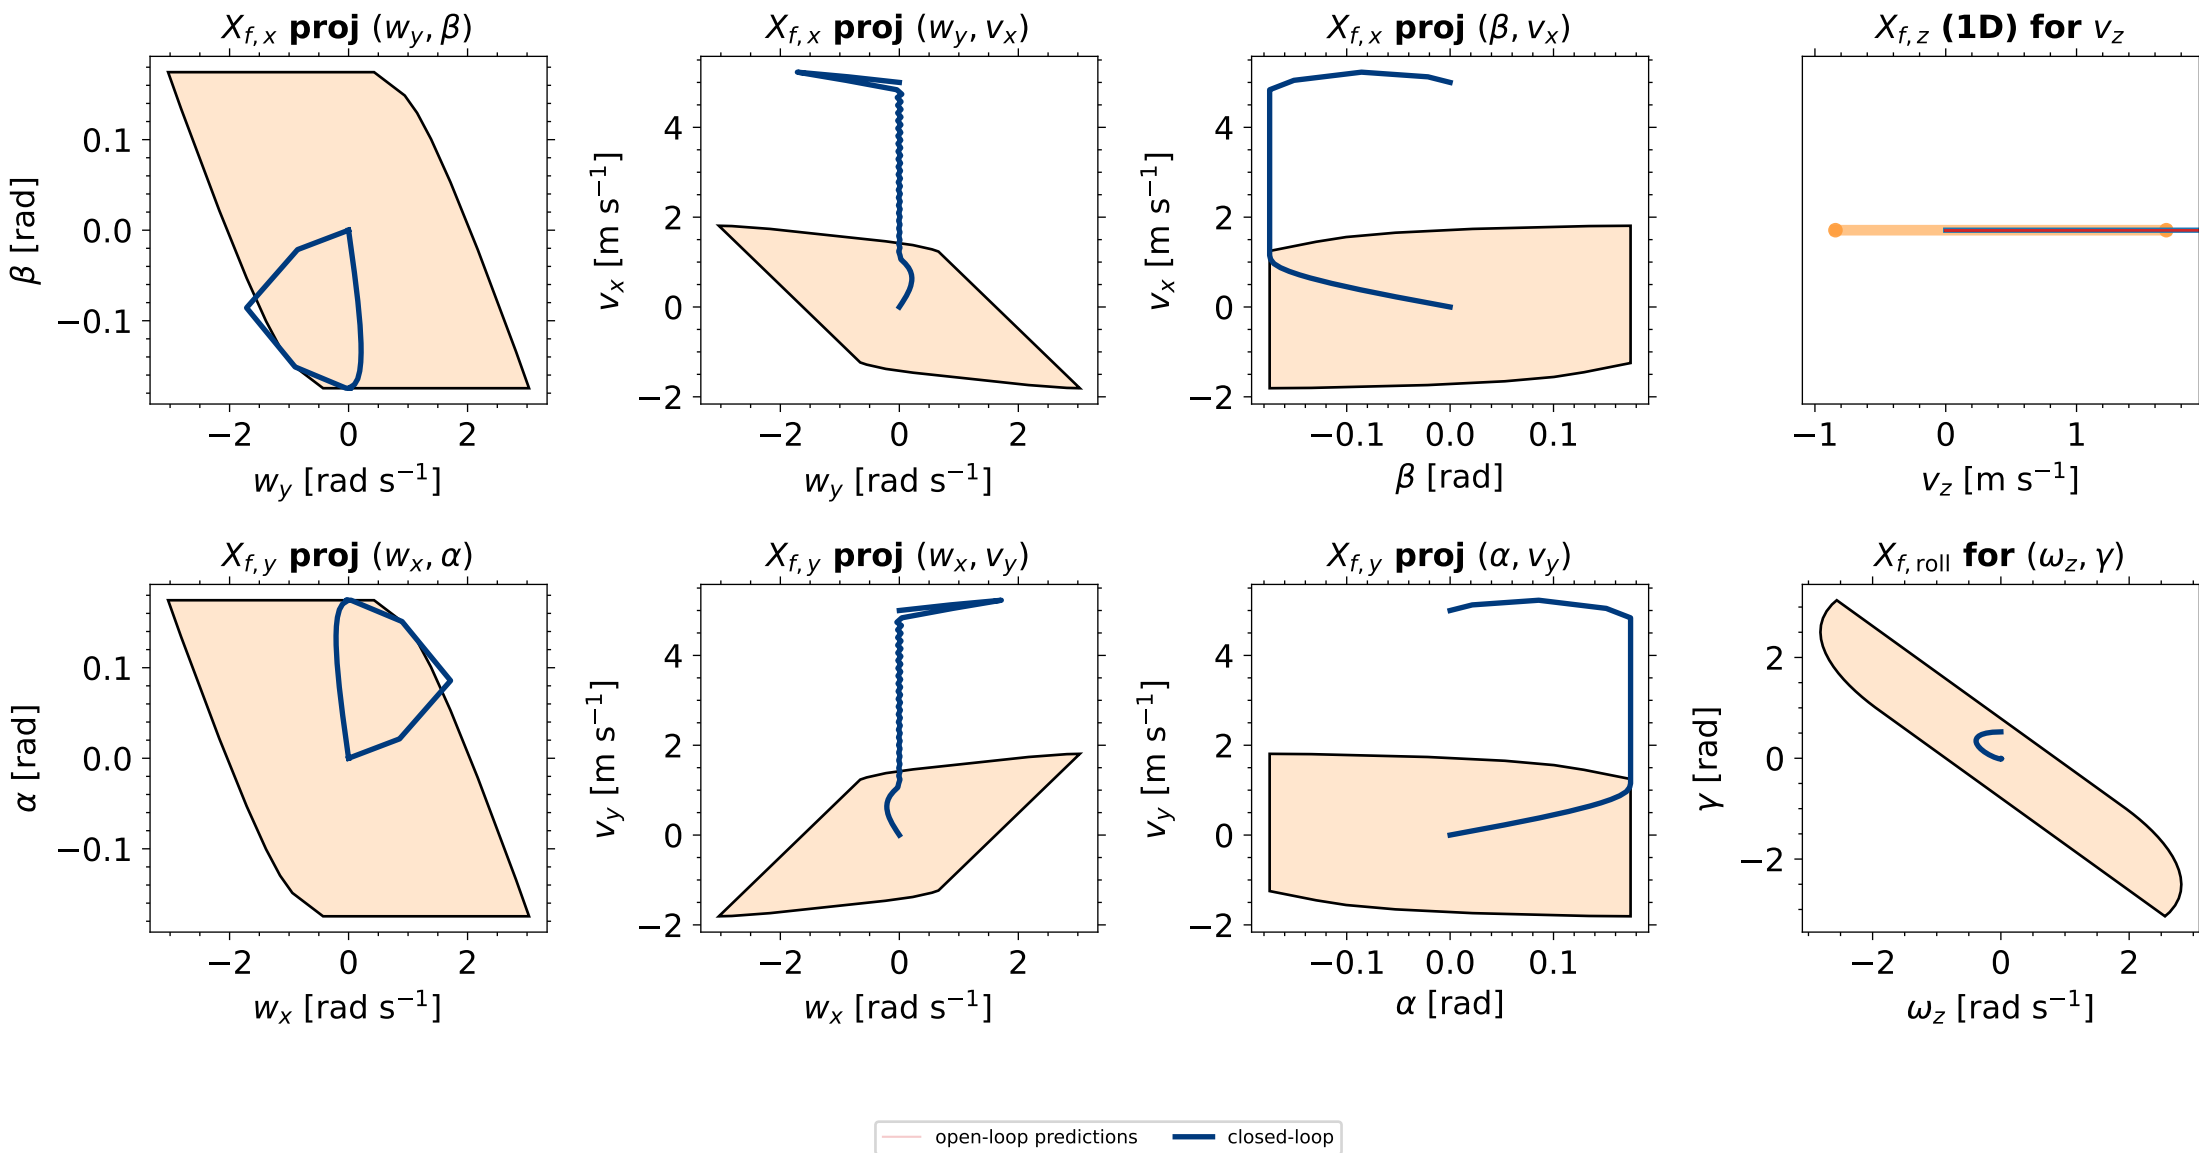 X_{f,x} proj (w_y, β)
0.1
0.0
−0.1
β [rad]
−2 0 2
w_y [rad s⁻¹]
X_{f,x} proj (w_y, v_x)
4
2
0
−2
v_x [m s⁻¹]
−2 0 2
w_y [rad s⁻¹]
X_{f,x} proj (β, v_x)
4
2
0
−2
v_x [m s⁻¹]
−0.1 0.0 0.1
β [rad]
X_{f,z} (1D) for v_z
−1 0 1
v_z [m s⁻¹]
X_{f,y} proj (w_x, α)
0.1
0.0
−0.1
α [rad]
−2 0 2
w_x [rad s⁻¹]
X_{f,y} proj (w_x, v_y)
4
2
0
−2
v_y [m s⁻¹]
−2 0 2
w_x [rad s⁻¹]
X_{f,y} proj (α, v_y)
4
2
0
−2
v_y [m s⁻¹]
−0.1 0.0 0.1
α [rad]
X_{f,roll} for (ω_z, γ)
2
0
−2
γ [rad]
−2 0 2
ω_z [rad s⁻¹]
open-loop predictions closed-loop